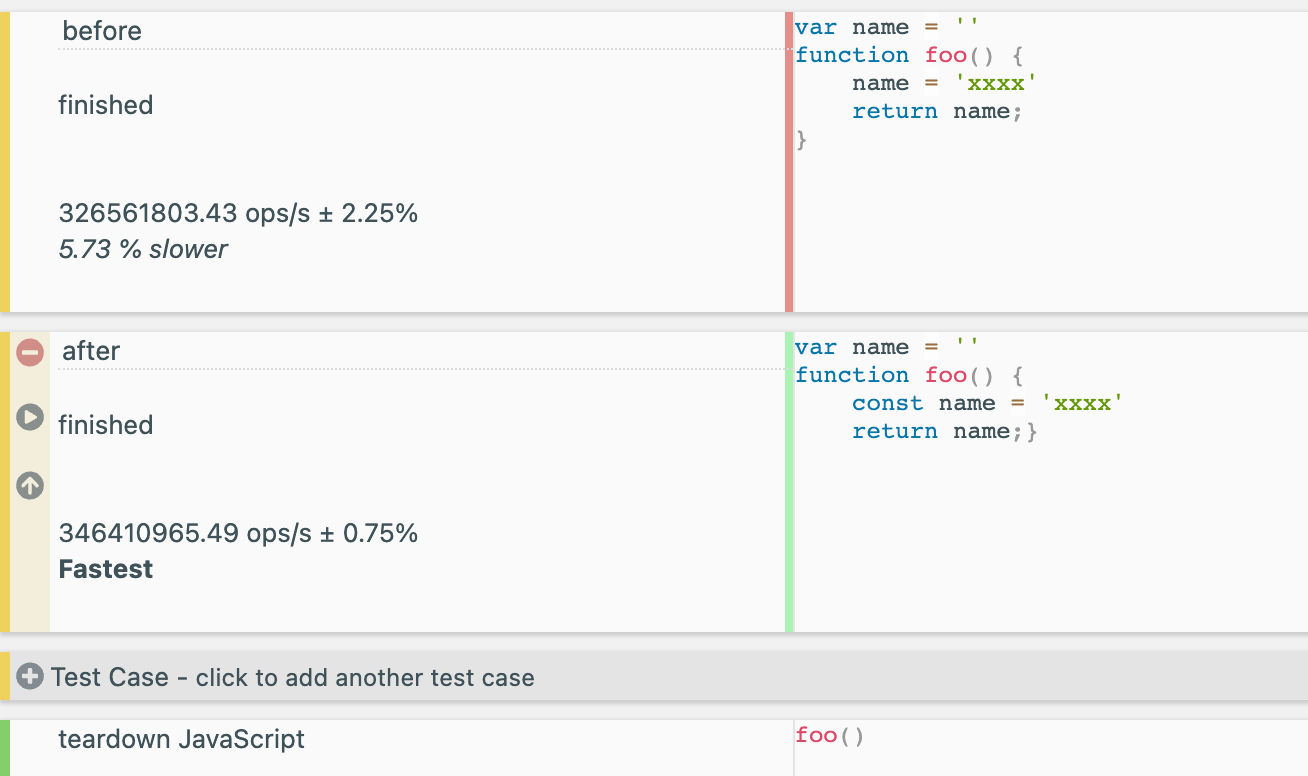 before
finished
326561803.43 ops/s ± 2.25%
5.73 % slower
var name = ''
function foo() {
    name = 'xxxx'
    return name;
}
after
finished
346410965.49 ops/s ± 0.75%
Fastest
var name = ''
function foo() {
    const name = 'xxxx'
    return name;}
Test Case - click to add another test case
teardown JavaScript
foo()